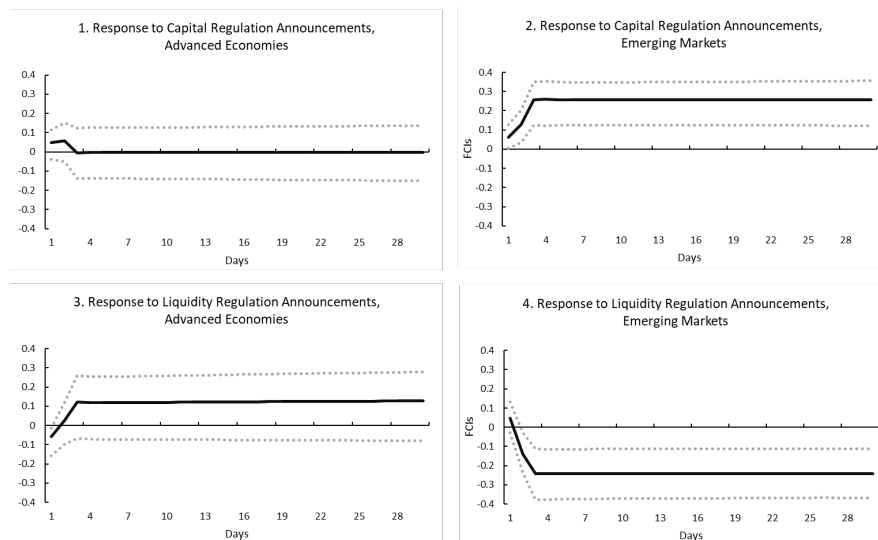 1. Response to Capital Regulation Announcements,
Advanced Economies
0.4
0.3
0.2
0.1
0
-0.1
-0.2
-0.3
-0.4
1 4 7 10 13 16 19 22 25 28
Days
2. Response to Capital Regulation Announcements,
Emerging Markets
FCIs
0.4
0.3
0.2
0.1
0
-0.1
-0.2
-0.3
-0.4
1 4 7 10 13 16 19 22 25 28
Days
3. Response to Liquidity Regulation Announcements,
Advanced Economies
0.4
0.3
0.2
0.1
0
-0.1
-0.2
-0.3
-0.4
1 4 7 10 13 16 19 22 25 28
Days
4. Response to Liquidity Regulation Announcements,
Emerging Markets
FCIs
0.4
0.3
0.2
0.1
0
-0.1
-0.2
-0.3
-0.4
1 4 7 10 13 16 19 22 25 28
Days